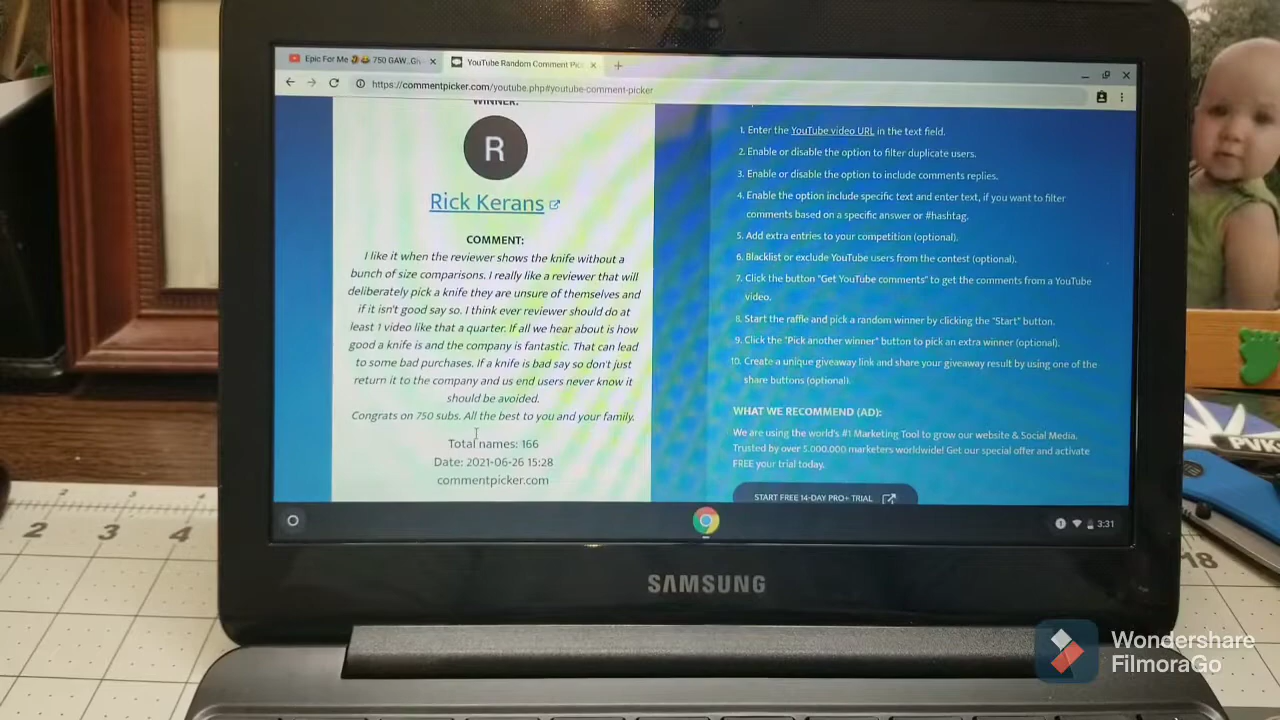 Epic For Me 🤣😂 750 GAW..Gi
YouTube Random Comment Pic
https://commentpicker.com/youtube.php#youtube-comment-picker
WINNER:
R
Rick Kerans
COMMENT:
I like it when the reviewer shows the knife without a
bunch of size comparisons. I really like a reviewer that will
deliberately pick a knife they are unsure of themselves and
if it isn't good say so. I think ever reviewer should do at
least 1 video like that a quarter. If all we hear about is how
good a knife is and the company is fantastic. That can lead
to some bad purchases. If a knife is bad say so don't just
return it to the company and us end users never know it
should be avoided.
Congrats on 750 subs. All the best to you and your family.
Total names: 166
Date: 2021-06-26 15:28
commentpicker.com
1. Enter the YouTube video URL in the text field.
2. Enable or disable the option to filter duplicate users.
3. Enable or disable the option to include comments replies.
4. Enable the option include specific text and enter text, if you want to filter
comments based on a specific answer or #hashtag.
5. Add extra entries to your competition (optional).
6. Blacklist or exclude YouTube users from the contest (optional).
7. Click the button "Get YouTube comments" to get the comments from a YouTube
video.
8. Start the raffle and pick a random winner by clicking the "Start" button.
9. Click the "Pick another winner" button to pick an extra winner (optional).
10. Create a unique giveaway link and share your giveaway result by using one of the
share buttons (optional).
WHAT WE RECOMMEND (AD):
We are using the world's #1 Marketing Tool to grow our website & Social Media.
Trusted by over 5.000.000 marketers worldwide! Get our special offer and activate
FREE your trial today.
START FREE 14-DAY PRO+ TRIAL
3:31
SAMSUNG
2 3 4
2 3 4
18
PVK
Wondershare
FilmoraGo